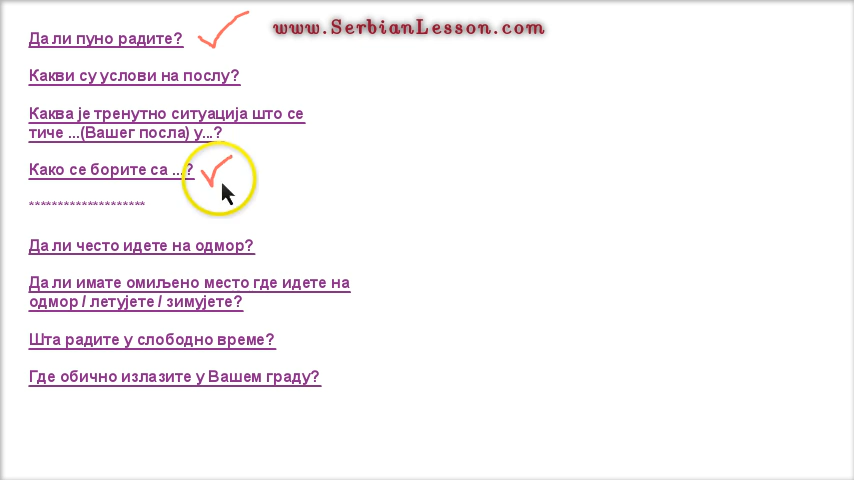 www.SerbianLesson.com
Да ли пуно радите?
Какви су услови на послу?
Каква је тренутно ситуација што се
тиче ...(Вашег посла) у...?
Како се борите са ...?
********************
Да ли често идете на одмор?
Да ли имате омиљено место где идете на
одмор / летујете / зимујете?
Шта радите у слободно време?
Где обично излазите у Вашем граду?